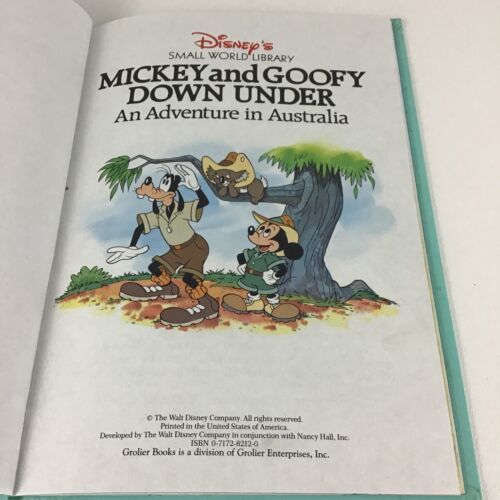 Disney's
SMALL WORLD LIBRARY
MICKEY and GOOFY
DOWN UNDER
An Adventure in Australia
© The Walt Disney Company. All rights reserved.
Printed in the United States of America.
Developed by The Walt Disney Company in conjunction with Nancy Hall, Inc.
ISBN 0-7172-8212-0
Grolier Books is a division of Grolier Enterprises, Inc.